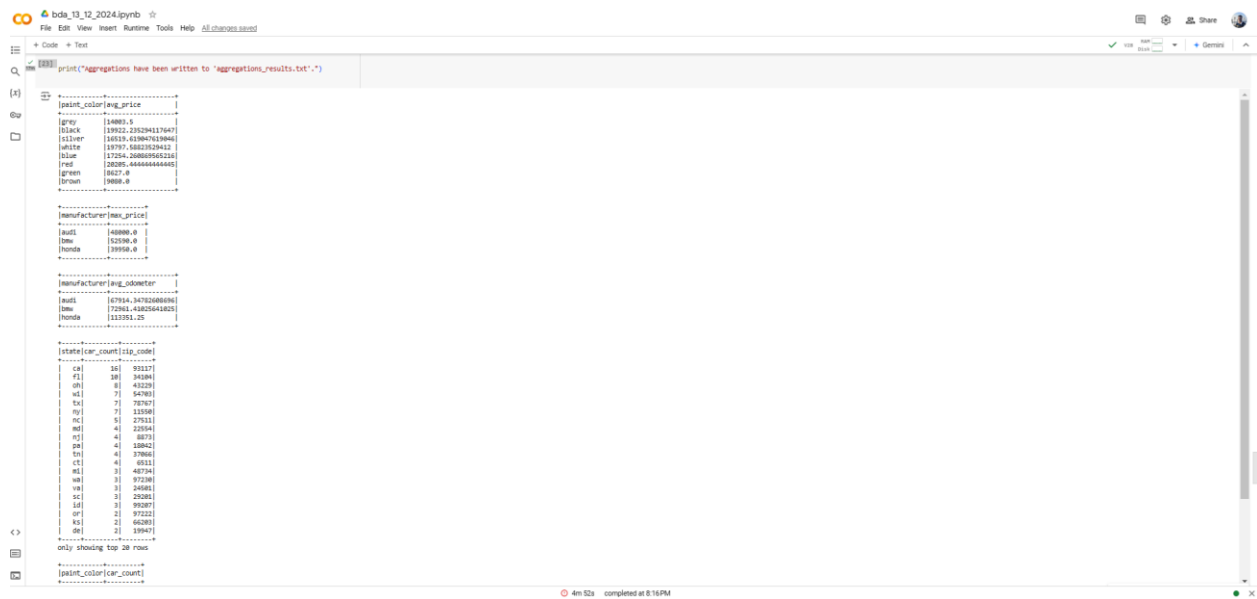 bda_13_12_2024.ipynb
File Edit View Insert Runtime Tools Help All changes saved
Share
+ Code + Text
RAM
Disk
Gemini
[23]
print("Aggregations have been written to 'aggregations_results.txt'.")
+-----------+------------------+
|paint_color|avg_price |
+-----------+------------------+
|grey |14003.5 |
|black |19922.235294117647|
|silver |16519.619047619046|
|white |19797.58823529412 |
|blue |17254.260869565216|
|red |20205.444444444445|
|green |8627.0 |
|brown |9080.0 |
+-----------+------------------+
+------------+---------+
|manufacturer|max_price|
+------------+---------+
|audi |48000.0 |
|bmw |52590.0 |
|honda |39950.0 |
+------------+---------+
+------------+-----------------+
|manufacturer|avg_odometer |
+------------+-----------------+
|audi |67914.34782608696|
|bmw |72961.41025641025|
|honda |113351.25 |
+------------+-----------------+
+-----+---------+--------+
|state|car_count|zip_code|
+-----+---------+--------+
| ca| 16| 93117|
| fl| 10| 34104|
| oh| 8| 43229|
| wi| 7| 54703|
| tx| 7| 78767|
| ny| 7| 11550|
| nc| 5| 27511|
| md| 4| 22554|
| nj| 4| 8873|
| pa| 4| 18042|
| tn| 4| 37066|
| ct| 4| 6511|
| mi| 3| 48734|
| wa| 3| 97230|
| va| 3| 24501|
| sc| 3| 29201|
| id| 3| 99207|
| or| 2| 97222|
| ks| 2| 66203|
| de| 2| 19947|
+-----+---------+--------+
only showing top 20 rows
+-----------+---------+
|paint_color|car_count|
+-----------+---------+
4m 52s completed at 8:16 PM